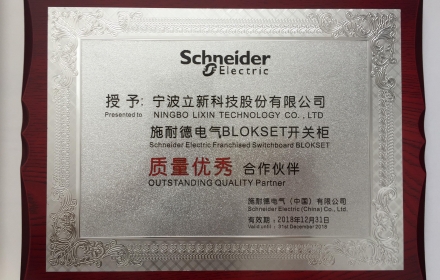 Schneider
Electric
授 予: 宁波立新科技股份有限公司
Presented to NINGBO LIXIN TECHNOLOGY CO., LTD
施耐德电气BLOKSET开关柜
Schneider Electric Franchised Switchboard BLOKSET
质量优秀 合作伙伴
OUTSTANDING QUALITY Partner
施耐德电气（中国）有限公司
Schneider Electric (China) Co., Ltd.
有效期：2018年12月31日
Valid until : 31st December 2018